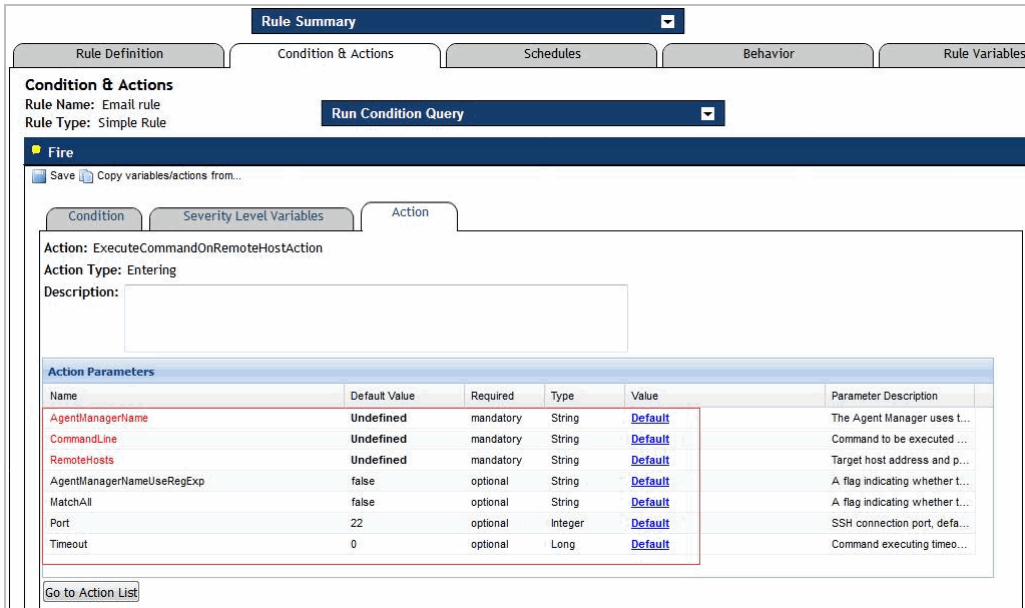 Rule Summary
Rule Definition Condition & Actions Schedules Behavior Rule Variables
Condition & Actions
Rule Name: Email rule
Rule Type: Simple Rule
Run Condition Query
Fire
Save Copy variables/actions from...
Condition Severity Level Variables Action
Action: ExecuteCommandOnRemoteHostAction
Action Type: Entering
Description:
Action Parameters
Name Default Value Required Type Value Parameter Description
AgentManagerName Undefined mandatory String Default The Agent Manager uses t...
CommandLine Undefined mandatory String Default Command to be executed ...
RemoteHosts Undefined mandatory String Default Target host address and p...
AgentManagerNameUseRegExp false optional String Default A flag indicating whether t...
MatchAll false optional String Default A flag indicating whether t...
Port 22 optional Integer Default SSH connection port, defa...
Timeout 0 optional Long Default Command executing timeo...
Go to Action List